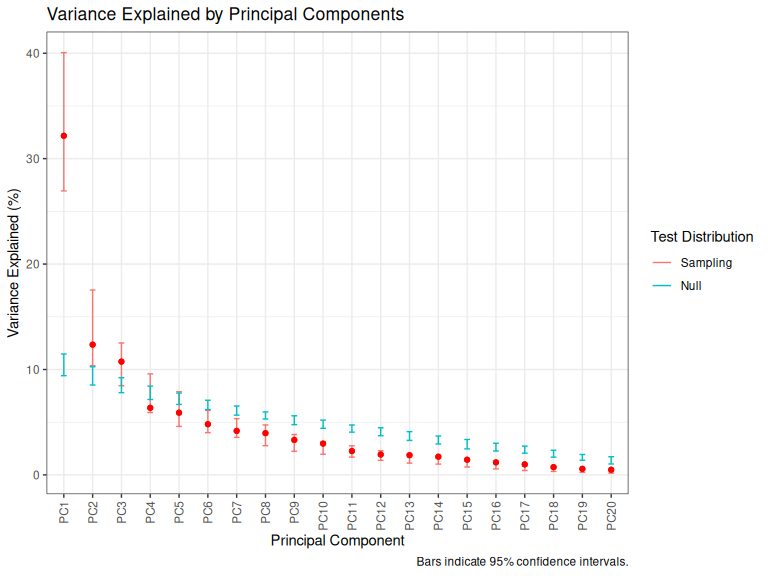 Variance Explained by Principal Components
Variance Explained (%)
40
30
20
10
0
PC1
PC2
PC3
PC4
PC5
PC6
PC7
PC8
PC9
PC10
PC11
PC12
PC13
PC14
PC15
PC16
PC17
PC18
PC19
PC20
Principal Component
Test Distribution
Sampling
Null
Bars indicate 95% confidence intervals.